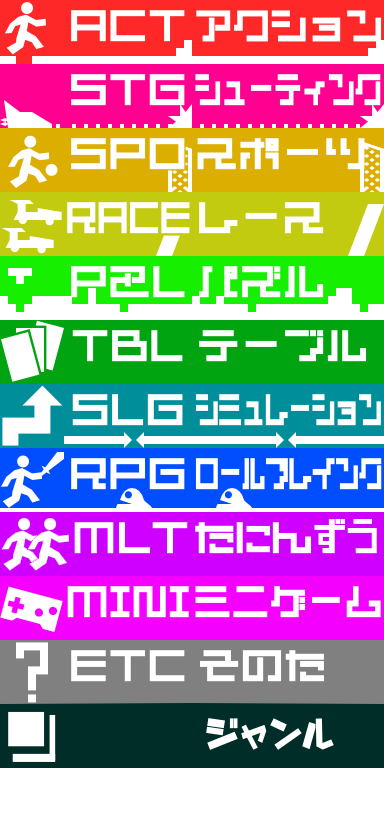 ACT アクション
STG シューティング
SPO スポーツ
RACE レース
PZL パズル
TBL テーブル
SLG シミュレーション
RPG ロールプレイング
MLT たにんずう
MINI ミニゲーム
ETC そのた
ジャンル